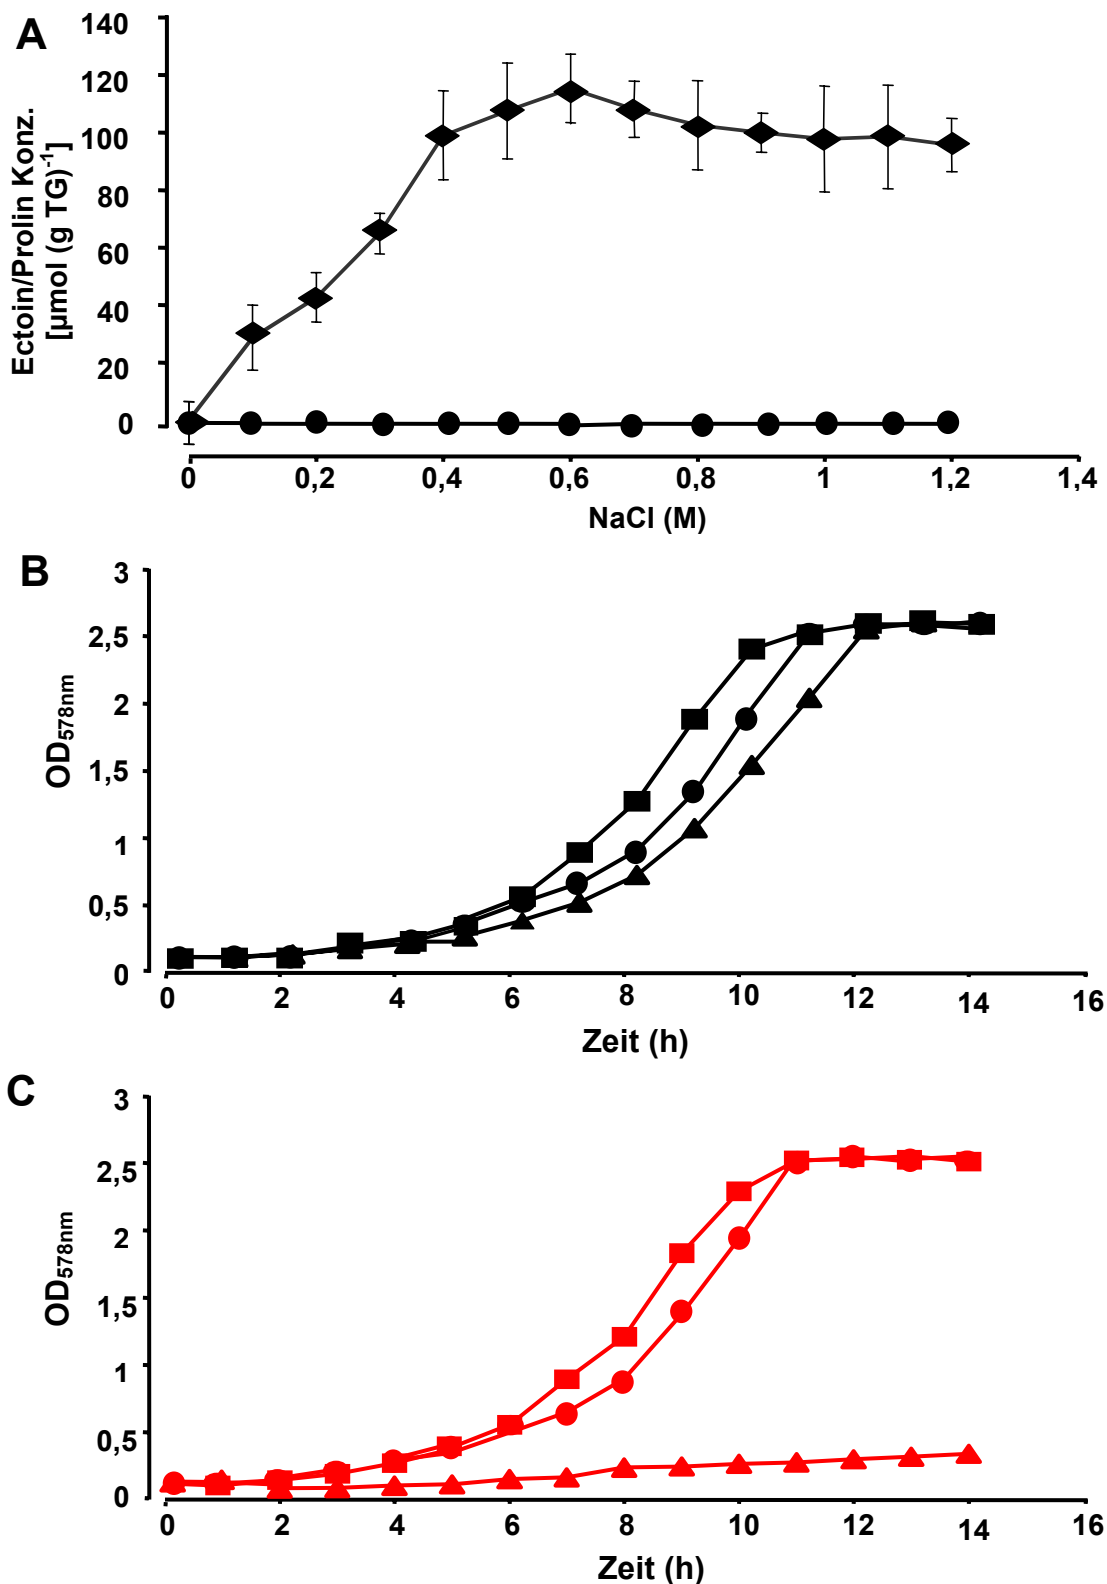 A
140
120
100
80
60
40
20
0
Ectoin/Prolin Konz.
[µmol (g TG)⁻¹
0 0,2 0,4 0,6 0,8 1 1,2 1,4
NaCl (M)
B
3
2,5
2
1,5
1
0,5
0
OD578nm
0 2 4 6 8 10 12 14 16
Zeit (h)
C
3
2,5
2
1,5
1
0,5
0
OD578nm
0 2 4 6 8 10 12 14 16
Zeit (h)